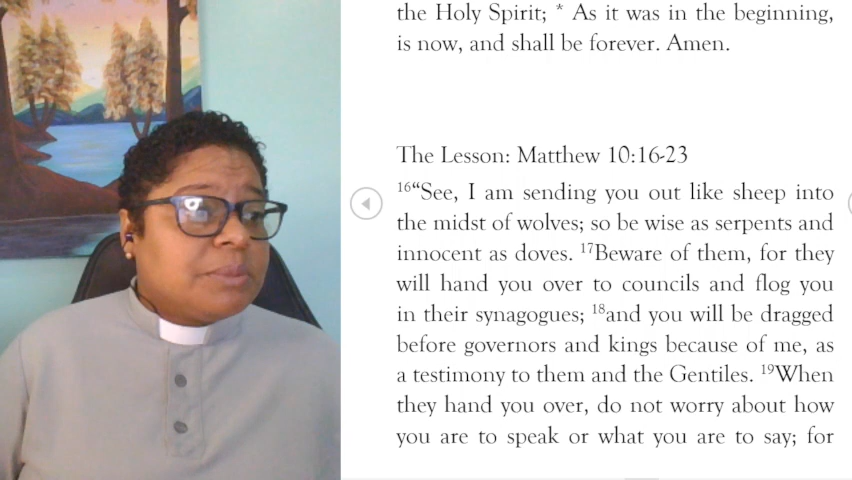 the Holy Spirit; * As it was in the beginning,
is now, and shall be forever. Amen.
The Lesson: Matthew 10:16-23
16“See, I am sending you out like sheep into
the midst of wolves; so be wise as serpents and
innocent as doves. 17Beware of them, for they
will hand you over to councils and flog you
in their synagogues; 18and you will be dragged
before governors and kings because of me, as
a testimony to them and the Gentiles. 19When
they hand you over, do not worry about how
you are to speak or what you are to say; for